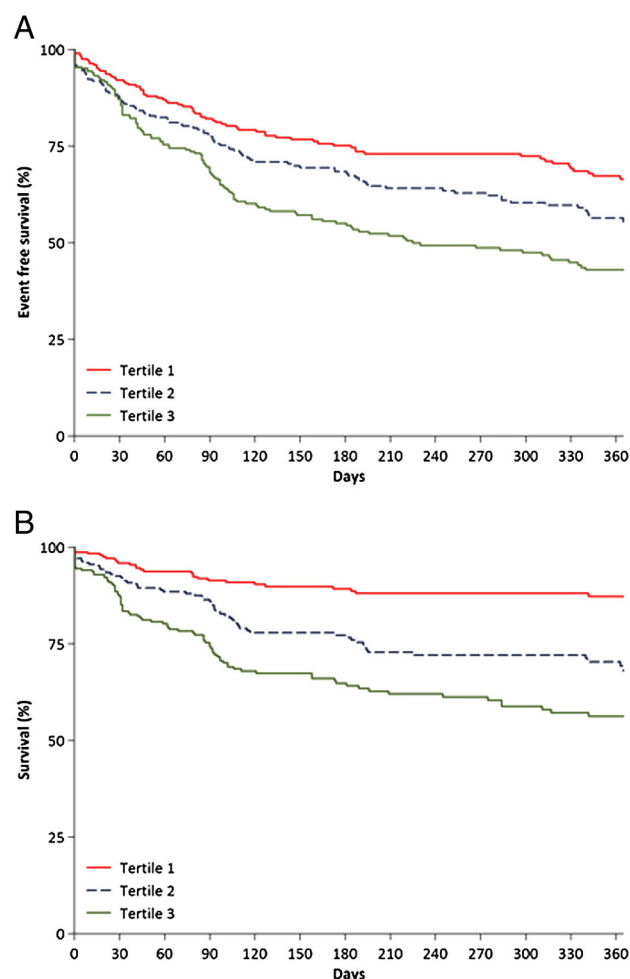 A
100
75
50
25
0
Event free survival (%)
Tertile 1
Tertile 2
Tertile 3
0 30 60 90 120 150 180 210 240 270 300 330 360
Days
B
100
75
50
25
0
Survival (%)
Tertile 1
Tertile 2
Tertile 3
0 30 60 90 120 150 180 210 240 270 300 330 360
Days